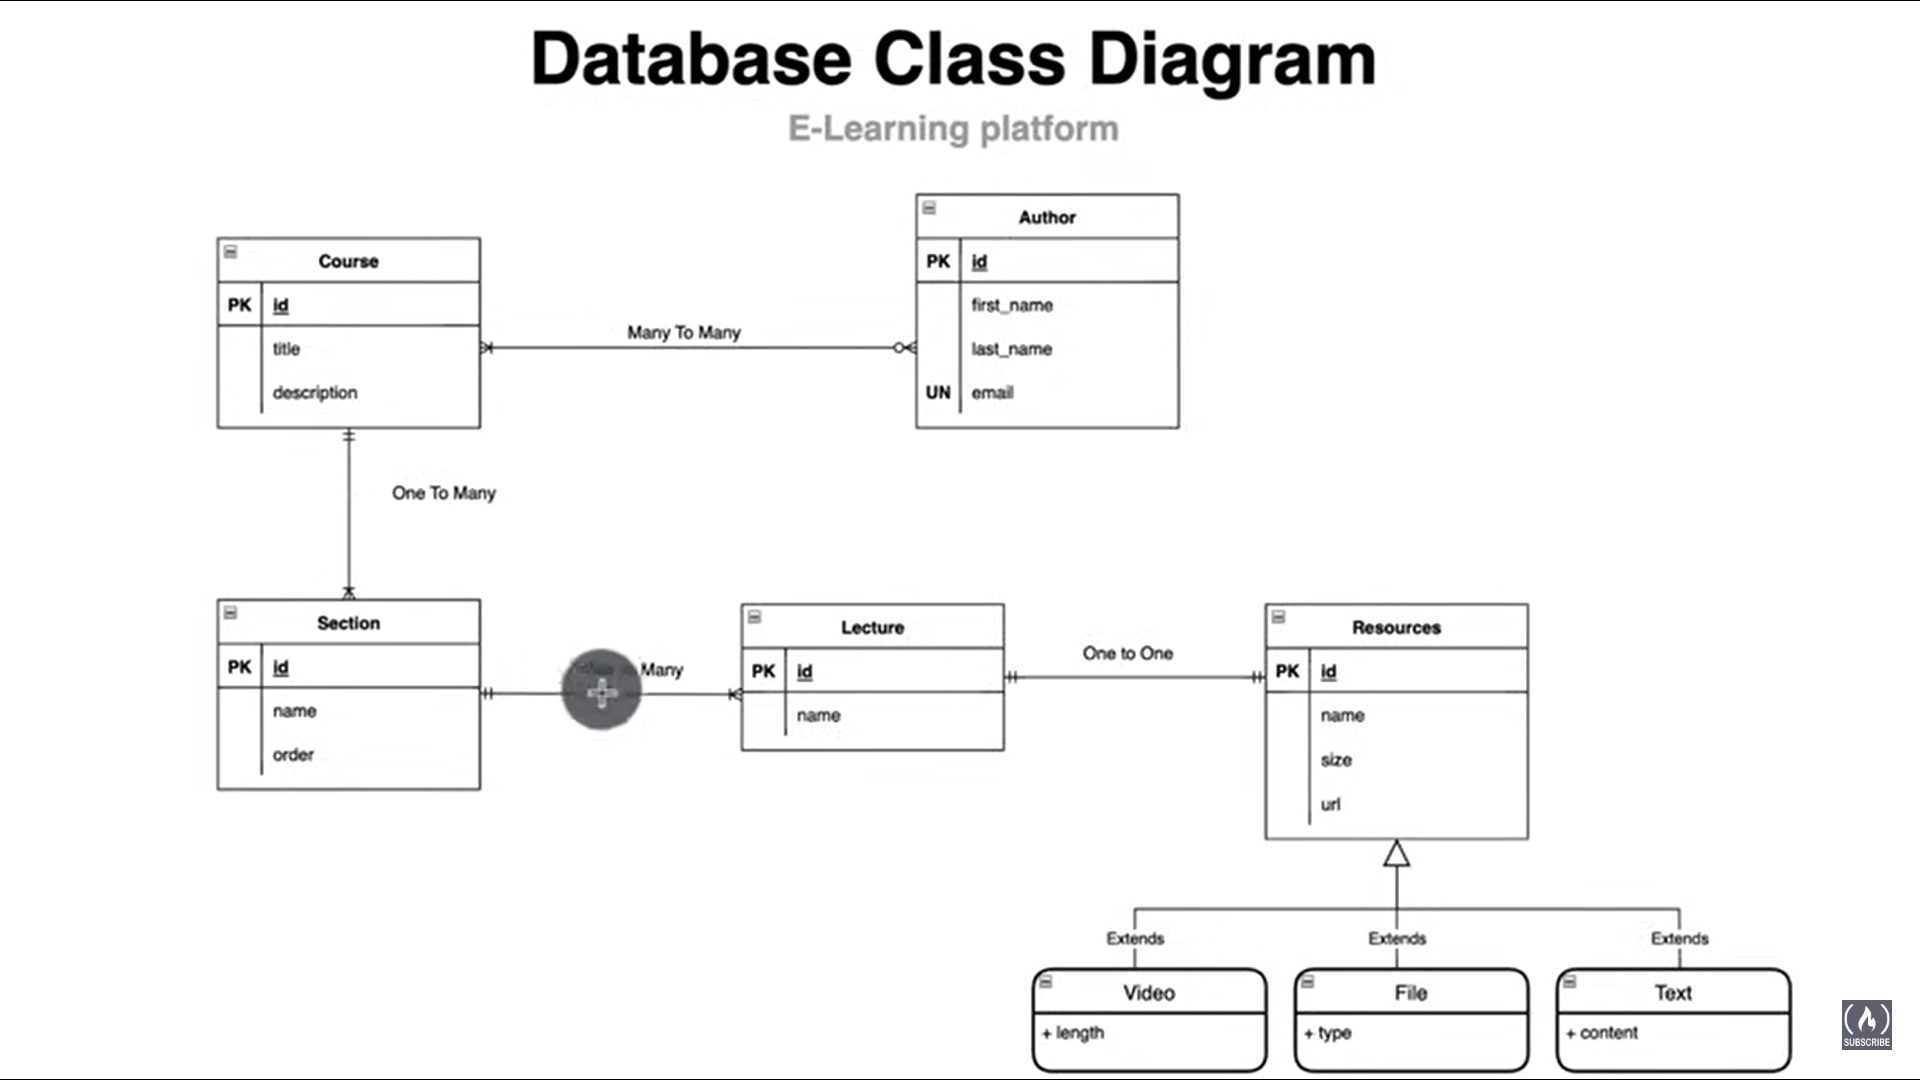 Database Class Diagram
E-Learning platform
Author
PK id
first_name
last_name
UN email
Course
PK id
title
description
Many To Many
One To Many
Section
PK id
name
order
Many
Lecture
PK id
name
One to One
Resources
PK id
name
size
url
Extends
Extends
Extends
Video
+ length
File
+ type
Text
+ content
SUBSCRIBE